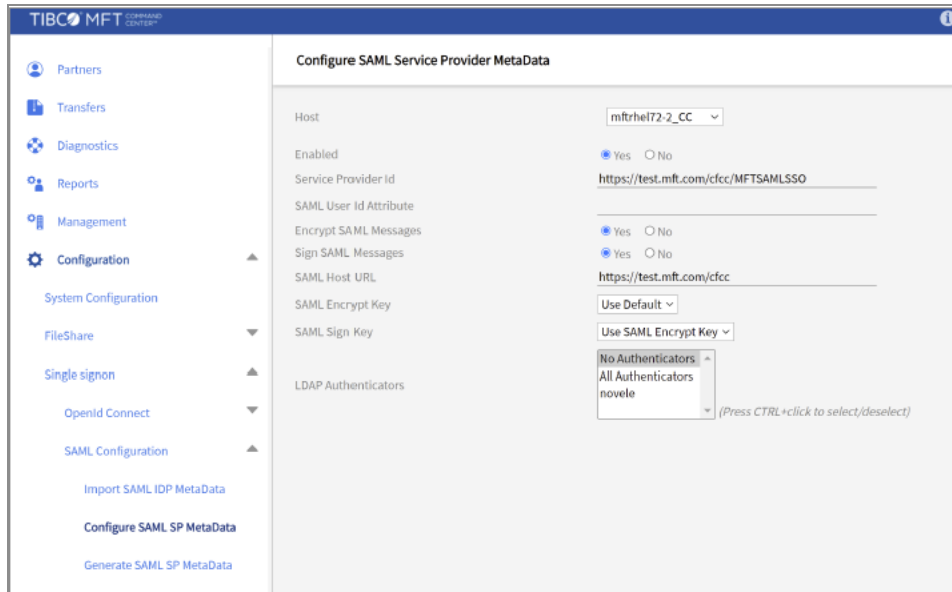 TIBCO MFT COMMAND CENTER™
Partners
Transfers
Diagnostics
Reports
Management
Configuration
System Configuration
FileShare
Single signon
OpenId Connect
SAML Configuration
Import SAML IDP MetaData
Configure SAML SP MetaData
Generate SAML SP MetaData
Configure SAML Service Provider MetaData
Host mftrhel72-2_CC
Enabled Yes No
Service Provider Id https://test.mft.com/cfcc/MFTSAMLSSO
SAML User Id Attribute
Encrypt SAML Messages Yes No
Sign SAML Messages Yes No
SAML Host URL https://test.mft.com/cfcc
SAML Encrypt Key Use Default
SAML Sign Key Use SAML Encrypt Key
LDAP Authenticators
No Authenticators
All Authenticators
novele
(Press CTRL+click to select/deselect)